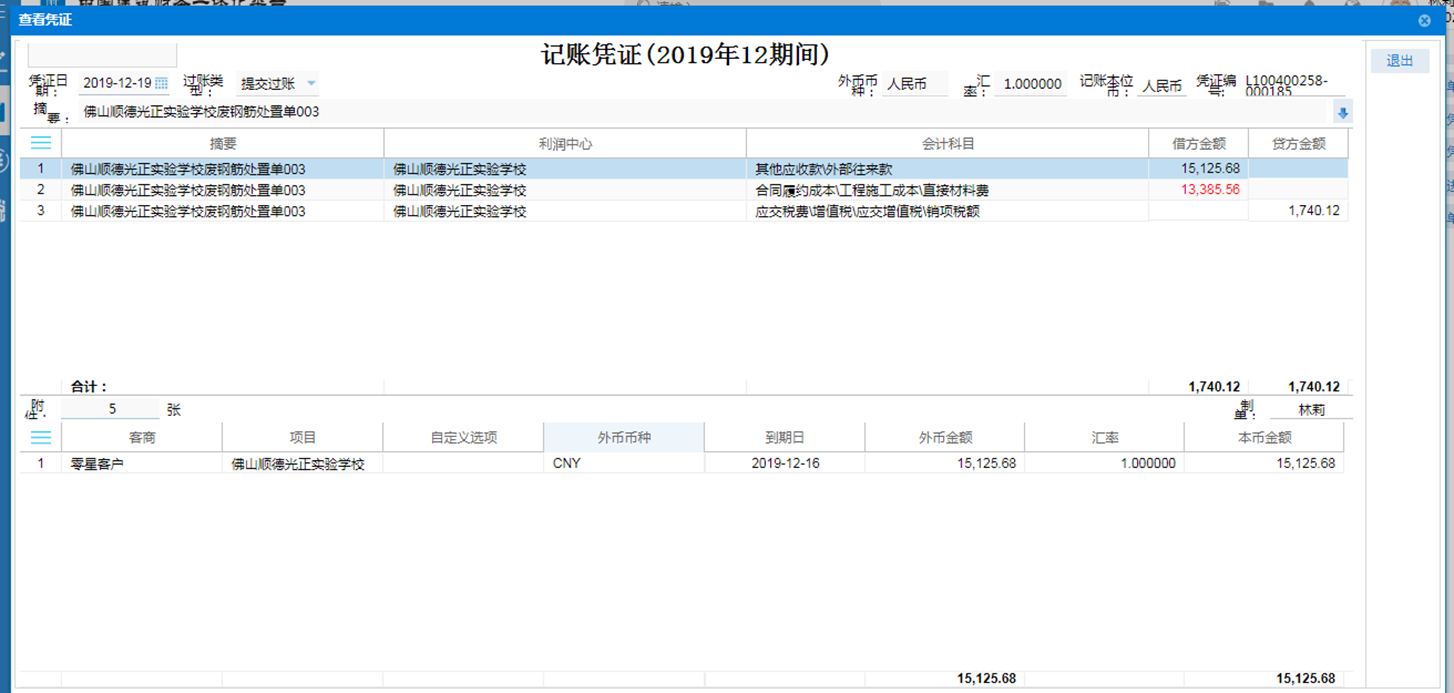 查看凭证
记账凭证(2019年12期间)
退出
凭证日期： 2019-12-19 过账类型： 提交过账 外币币种： 人民币 汇率： 1.000000 记账本位币： 人民币 凭证编号： L100400258-000185
摘要： 佛山顺德光正实验学校废钢筋处置单003
摘要 利润中心 会计科目 借方金额 贷方金额
1 佛山顺德光正实验学校废钢筋处置单003 佛山顺德光正实验学校 其他应收款\外部往来款 15,125.68
2 佛山顺德光正实验学校废钢筋处置单003 佛山顺德光正实验学校 合同履约成本\工程施工成本\直接材料费 13,385.56
3 佛山顺德光正实验学校废钢筋处置单003 佛山顺德光正实验学校 应交税费\增值税\应交增值税\销项税额 1,740.12
合计： 1,740.12 1,740.12
附件： 5 张 制单： 林莉
客商 项目 自定义选项 外币币种 到期日 外币金额 汇率 本币金额
1 零星客户 佛山顺德光正实验学校 CNY 2019-12-16 15,125.68 1.000000 15,125.68
15,125.68 15,125.68